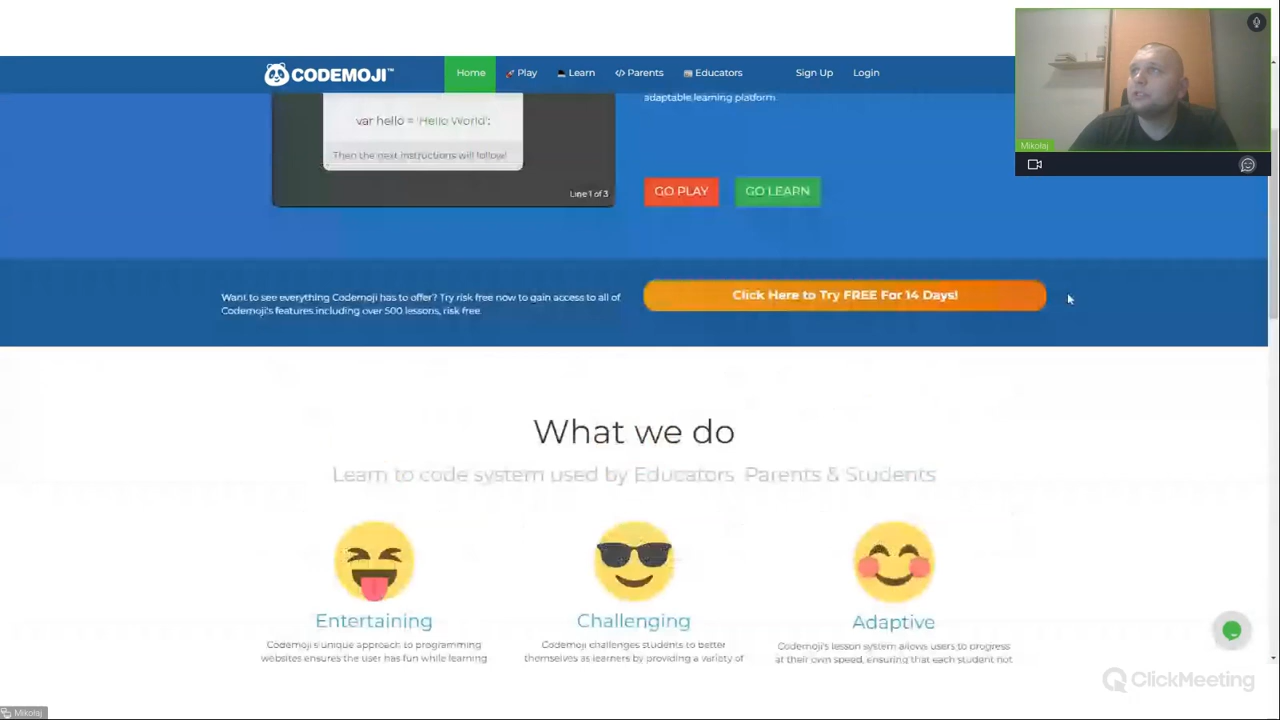 CODEMOJI™
Home
Play
Learn
</> Parents
Educators
Sign Up
Login
adaptable learning platform
var hello = 'Hello World';
Then the next instructions will follow!
Line 1 of 3
GO PLAY
GO LEARN
Mikolaj
Want to see everything Codemoji has to offer? Try risk free now to gain access to all of
Codemoji's features including over 500 lessons, risk free
Click Here to Try FREE For 14 Days!
What we do
Learn to code system used by Educators, Parents & Students
Entertaining
Codemoji's unique approach to programming
websites ensures the user has fun while learning
Challenging
Codemoji challenges students to better
themselves as learners by providing a variety of
Adaptive
Codemoji's lesson system allows users to progress
at their own speed, ensuring that each student not
ClickMeeting
Mikolaj